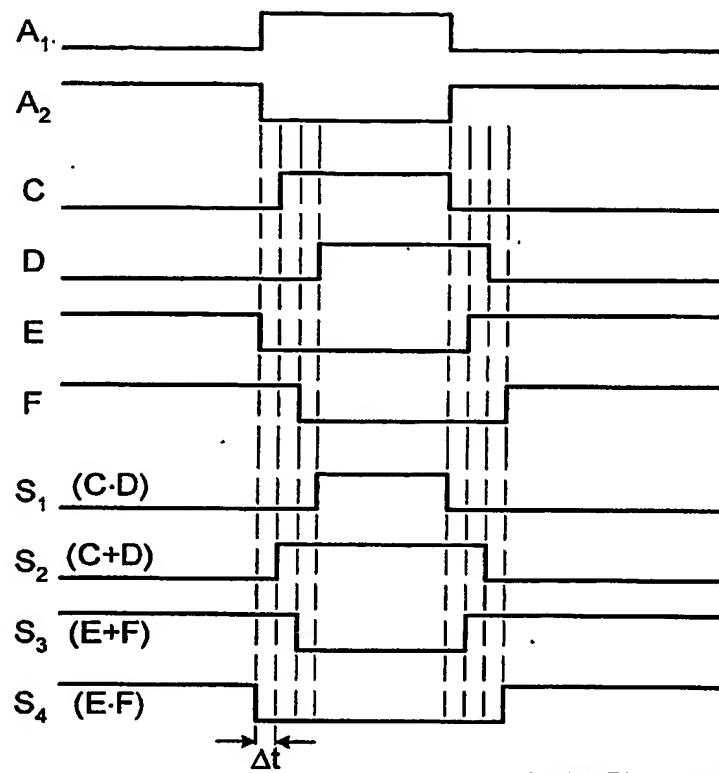 A₁.
A₂
C
D
E
F
S₁ (C·D)
S₂ (C+D)
S₃ (E+F)
S₄ (E·F)
Δt